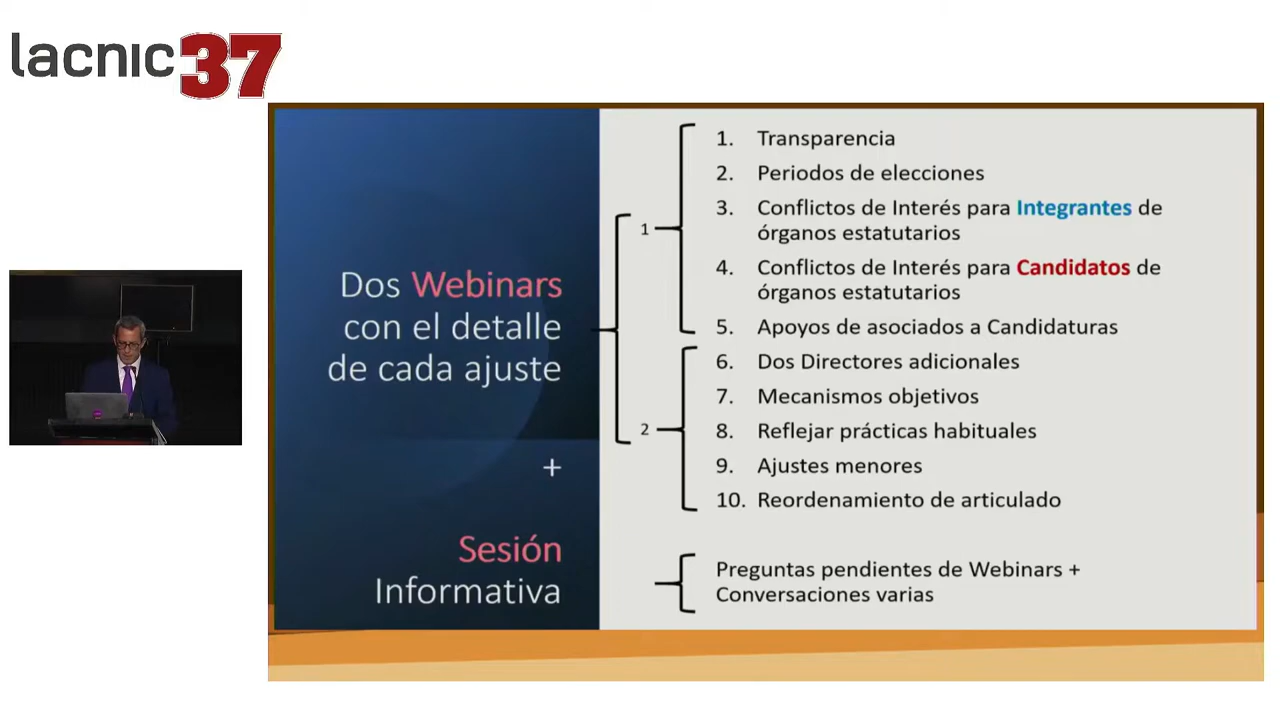 lacnic 37
Dos Webinars
con el detalle
de cada ajuste
+
Sesión
Informativa
1
1. Transparencia
2. Periodos de elecciones
3. Conflictos de Interés para Integrantes de
órganos estatutarios
4. Conflictos de Interés para Candidatos de
órganos estatutarios
5. Apoyos de asociados a Candidaturas
2
6. Dos Directores adicionales
7. Mecanismos objetivos
8. Reflejar prácticas habituales
9. Ajustes menores
10. Reordenamiento de articulado
Preguntas pendientes de Webinars +
Conversaciones varias